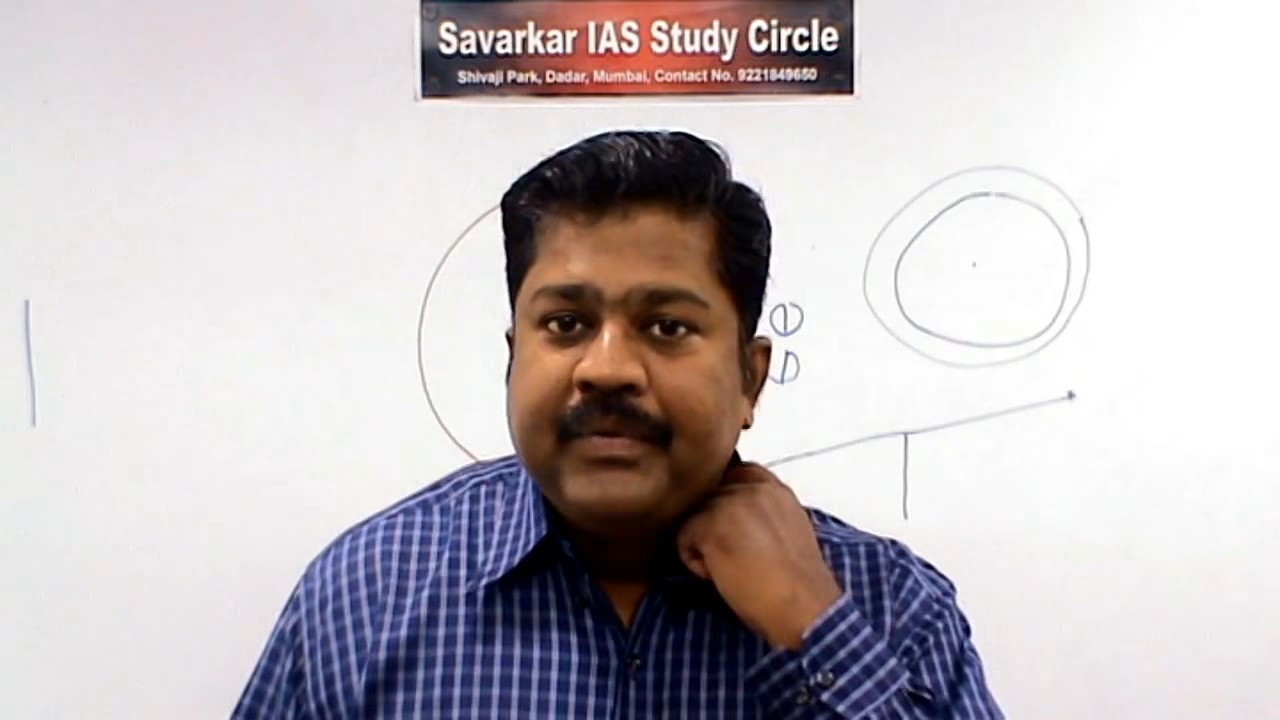 Savarkar IAS Study Circle
Shivaji Park, Dadar, Mumbai, Contact No. 9221849650